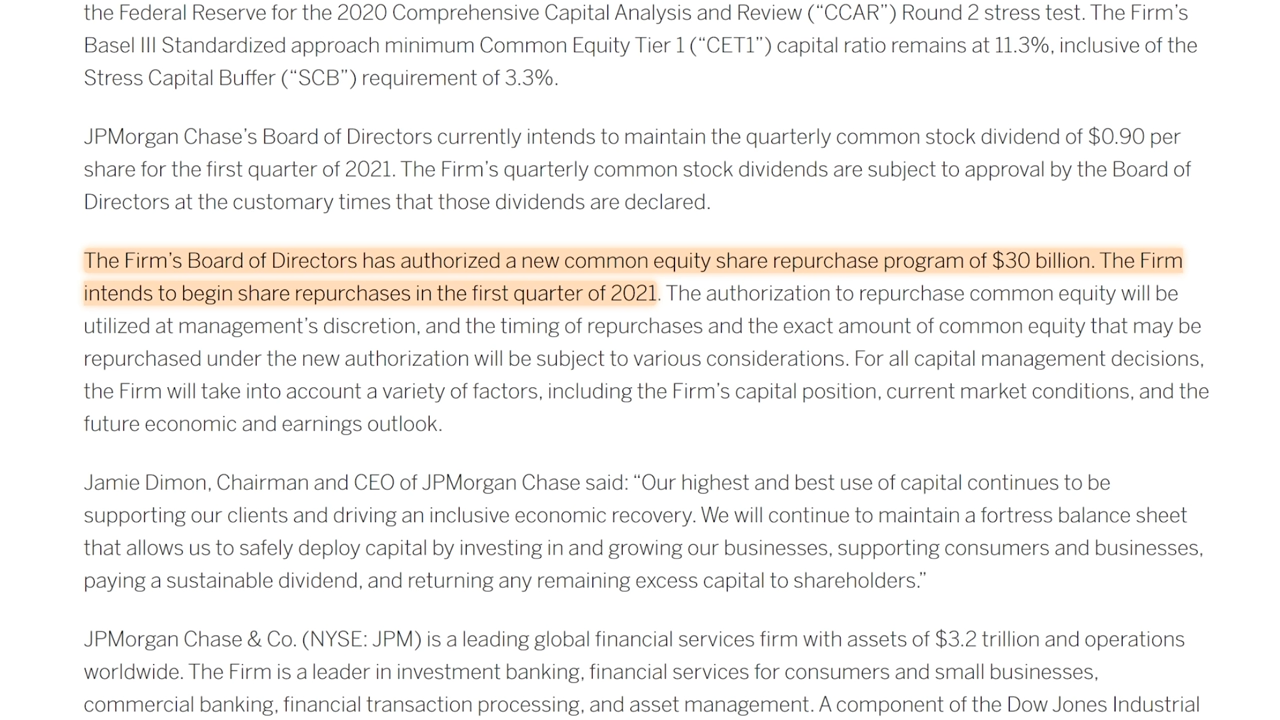 the Federal Reserve for the 2020 Comprehensive Capital Analysis and Review (“CCAR”) Round 2 stress test. The Firm’s
Basel III Standardized approach minimum Common Equity Tier 1 (“CET1”) capital ratio remains at 11.3%, inclusive of the
Stress Capital Buffer (“SCB”) requirement of 3.3%.
JPMorgan Chase’s Board of Directors currently intends to maintain the quarterly common stock dividend of $0.90 per
share for the first quarter of 2021. The Firm’s quarterly common stock dividends are subject to approval by the Board of
Directors at the customary times that those dividends are declared.
The Firm’s Board of Directors has authorized a new common equity share repurchase program of $30 billion. The Firm
intends to begin share repurchases in the first quarter of 2021. The authorization to repurchase common equity will be
utilized at management’s discretion, and the timing of repurchases and the exact amount of common equity that may be
repurchased under the new authorization will be subject to various considerations. For all capital management decisions,
the Firm will take into account a variety of factors, including the Firm’s capital position, current market conditions, and the
future economic and earnings outlook.
Jamie Dimon, Chairman and CEO of JPMorgan Chase said: “Our highest and best use of capital continues to be
supporting our clients and driving an inclusive economic recovery. We will continue to maintain a fortress balance sheet
that allows us to safely deploy capital by investing in and growing our businesses, supporting consumers and businesses,
paying a sustainable dividend, and returning any remaining excess capital to shareholders.”
JPMorgan Chase & Co. (NYSE: JPM) is a leading global financial services firm with assets of $3.2 trillion and operations
worldwide. The Firm is a leader in investment banking, financial services for consumers and small businesses,
commercial banking, financial transaction processing, and asset management. A component of the Dow Jones Industrial